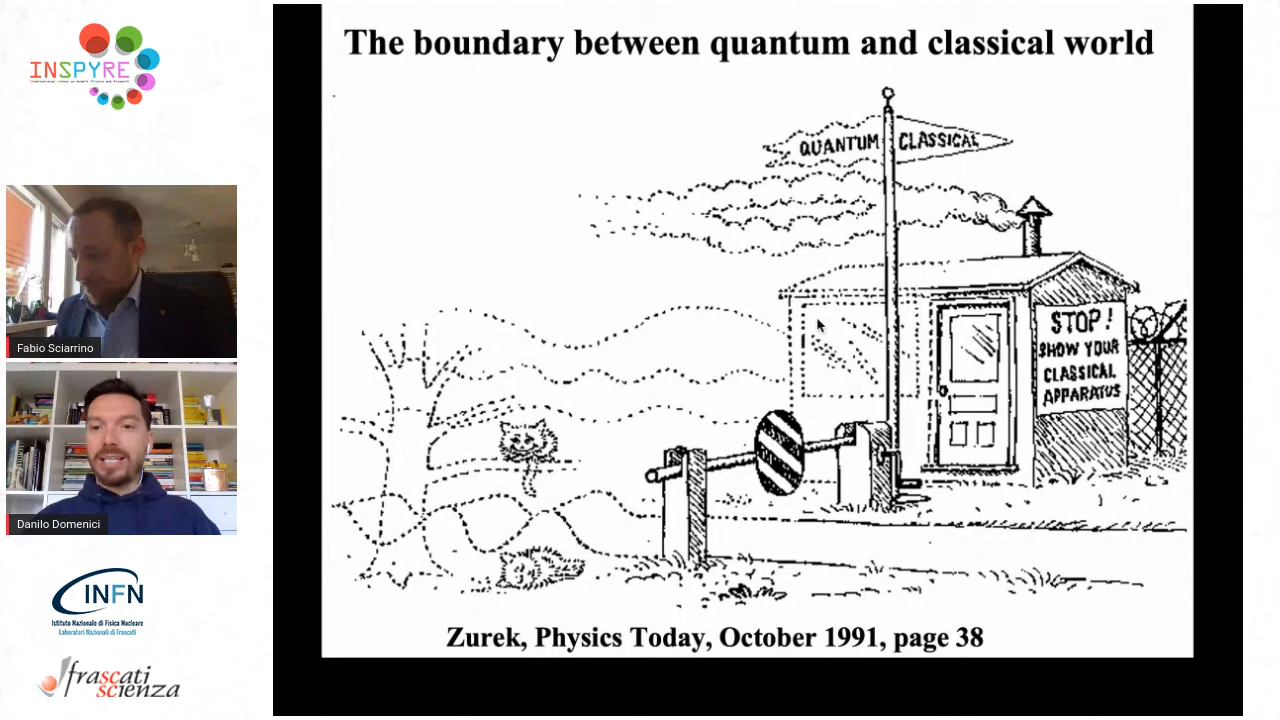 INSPYRE
The boundary between quantum and classical world
QUANTUM CLASSICAL
STOP!
SHOW YOUR
CLASSICAL
APPARATUS
Zurek, Physics Today, October 1991, page 38
Fabio Sciarrino
Danilo Domenici
INFN
Istituto Nazionale di Fisica Nucleare
Laboratori Nazionali di Frascati
frascati
scienza